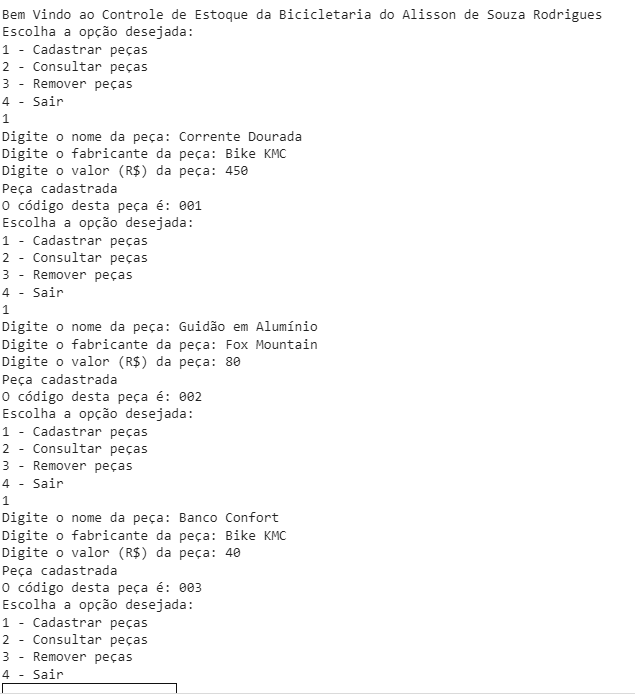 Bem Vindo ao Controle de Estoque da Bicicletaria do Alisson de Souza Rodrigues
Escolha a opção desejada:
1 - Cadastrar peças
2 - Consultar peças
3 - Remover peças
4 - Sair
1
Digite o nome da peça: Corrente Dourada
Digite o fabricante da peça: Bike KMC
Digite o valor (R$) da peça: 450
Peça cadastrada
O código desta peça é: 001
Escolha a opção desejada:
1 - Cadastrar peças
2 - Consultar peças
3 - Remover peças
4 - Sair
1
Digite o nome da peça: Guidão em Alumínio
Digite o fabricante da peça: Fox Mountain
Digite o valor (R$) da peça: 80
Peça cadastrada
O código desta peça é: 002
Escolha a opção desejada:
1 - Cadastrar peças
2 - Consultar peças
3 - Remover peças
4 - Sair
1
Digite o nome da peça: Banco Confort
Digite o fabricante da peça: Bike KMC
Digite o valor (R$) da peça: 40
Peça cadastrada
O código desta peça é: 003
Escolha a opção desejada:
1 - Cadastrar peças
2 - Consultar peças
3 - Remover peças
4 - Sair